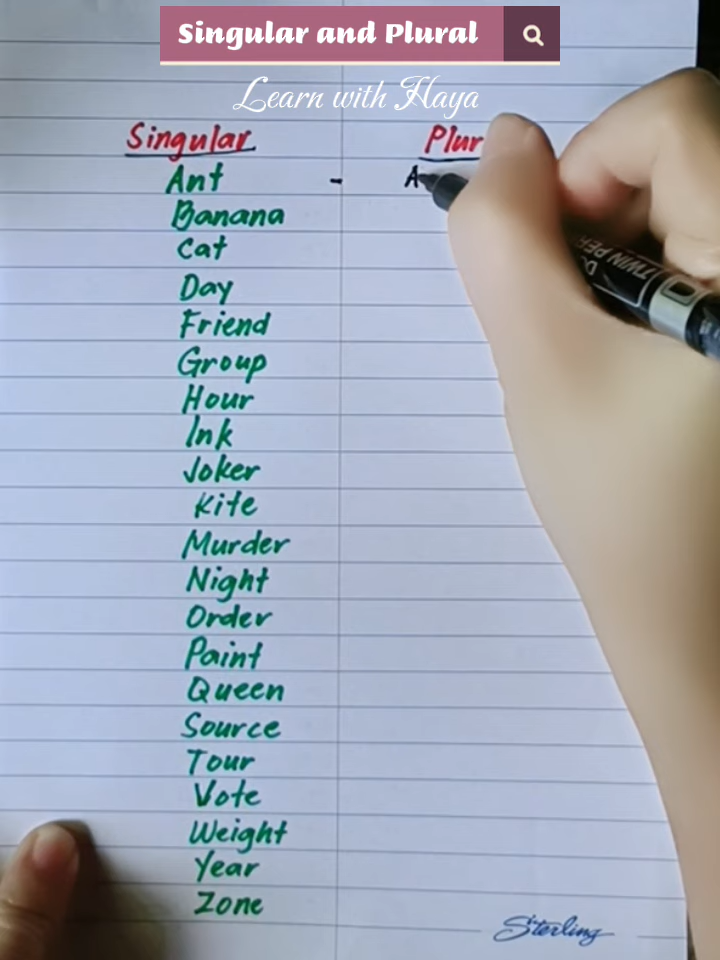 Singular and Plural
Learn with Haya
Singular Plur
Ant - A
Banana
Cat
Day
Friend
Group
Hour
Ink
Joker
Kite
Murder
Night
Order
Paint
Queen
Source
Tour
Vote
Weight
Year
Zone
Sterling